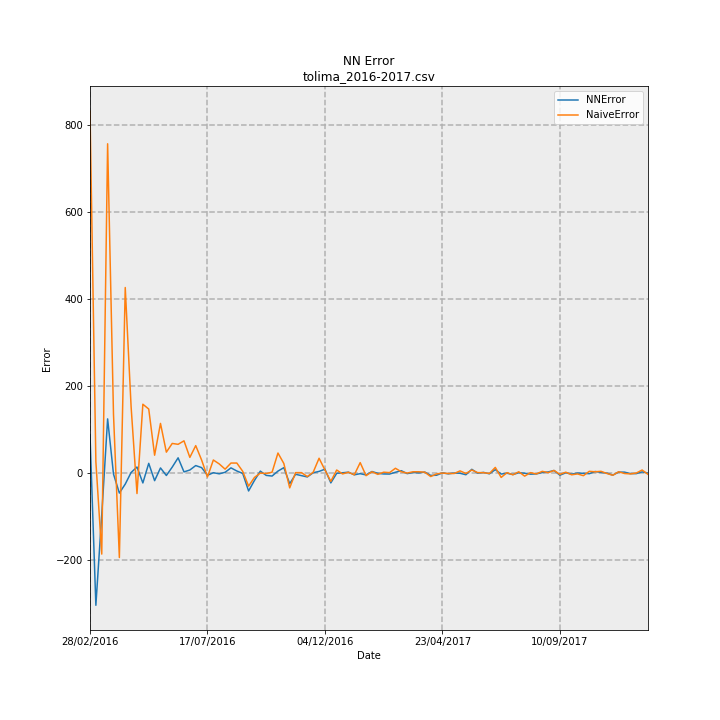 NN Error
tolima_2016-2017.csv
NNError
NaiveError
800
600
400
200
0
−200
Error
28/02/2016
17/07/2016
04/12/2016
23/04/2017
10/09/2017
Date